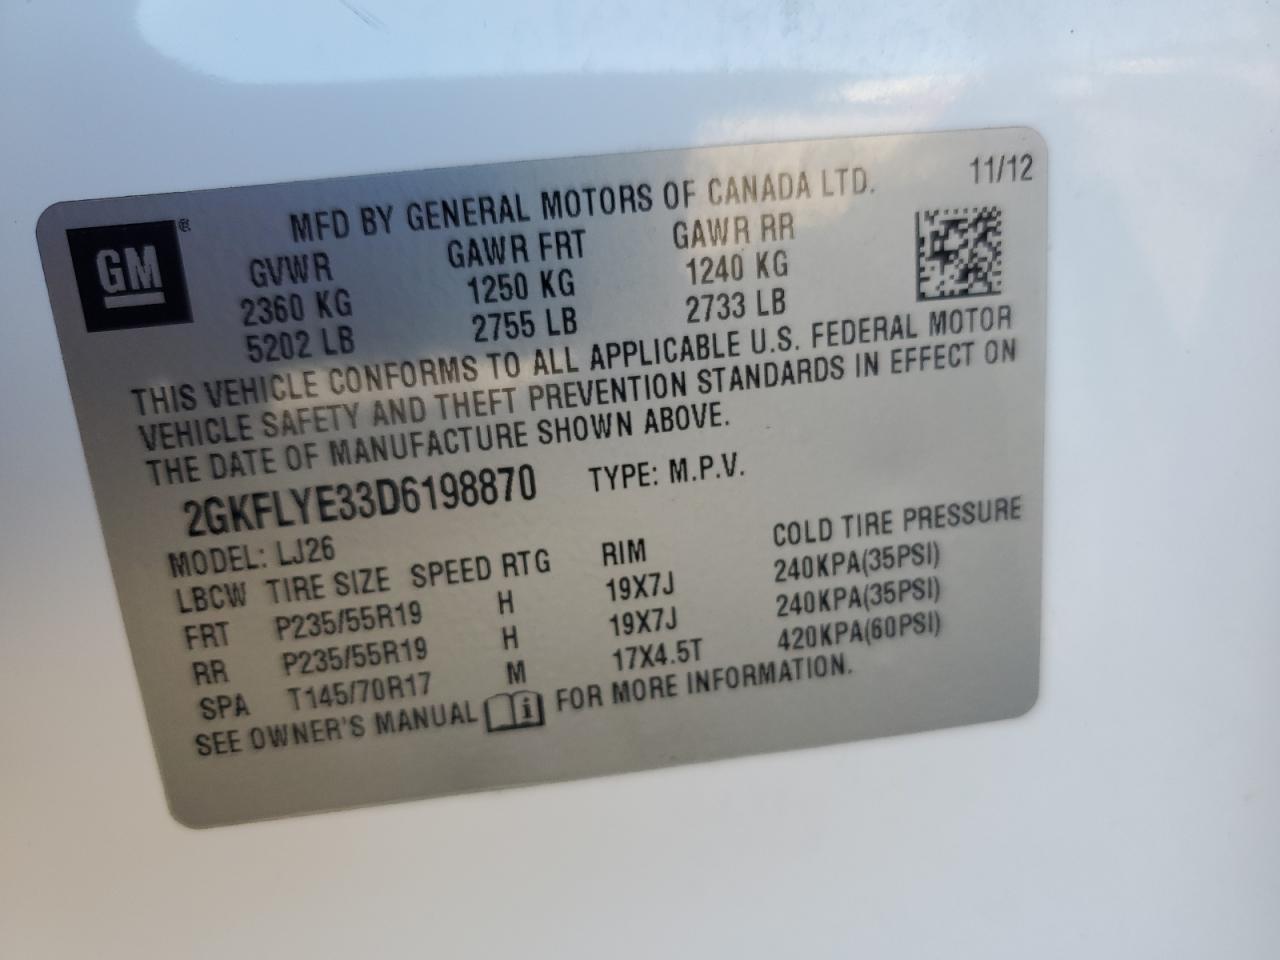 11/12
GM®
MFD BY GENERAL MOTORS OF CANADA LTD.
GVWR GAWR FRT GAWR RR
2360 KG 1250 KG 1240 KG
5202 LB 2755 LB 2733 LB
THIS VEHICLE CONFORMS TO ALL APPLICABLE U.S. FEDERAL MOTOR
VEHICLE SAFETY AND THEFT PREVENTION STANDARDS IN EFFECT ON
THE DATE OF MANUFACTURE SHOWN ABOVE.
2GKFLYE33D6198870 TYPE: M.P.V.
MODEL: LJ26
LBCW TIRE SIZE SPEED RTG RIM COLD TIRE PRESSURE
FRT P235/55R19 H 19X7J 240KPA(35PSI)
RR P235/55R19 H 19X7J 240KPA(35PSI)
SPA T145/70R17 M 17X4.5T 420KPA(60PSI)
SEE OWNER'S MANUAL i FOR MORE INFORMATION.